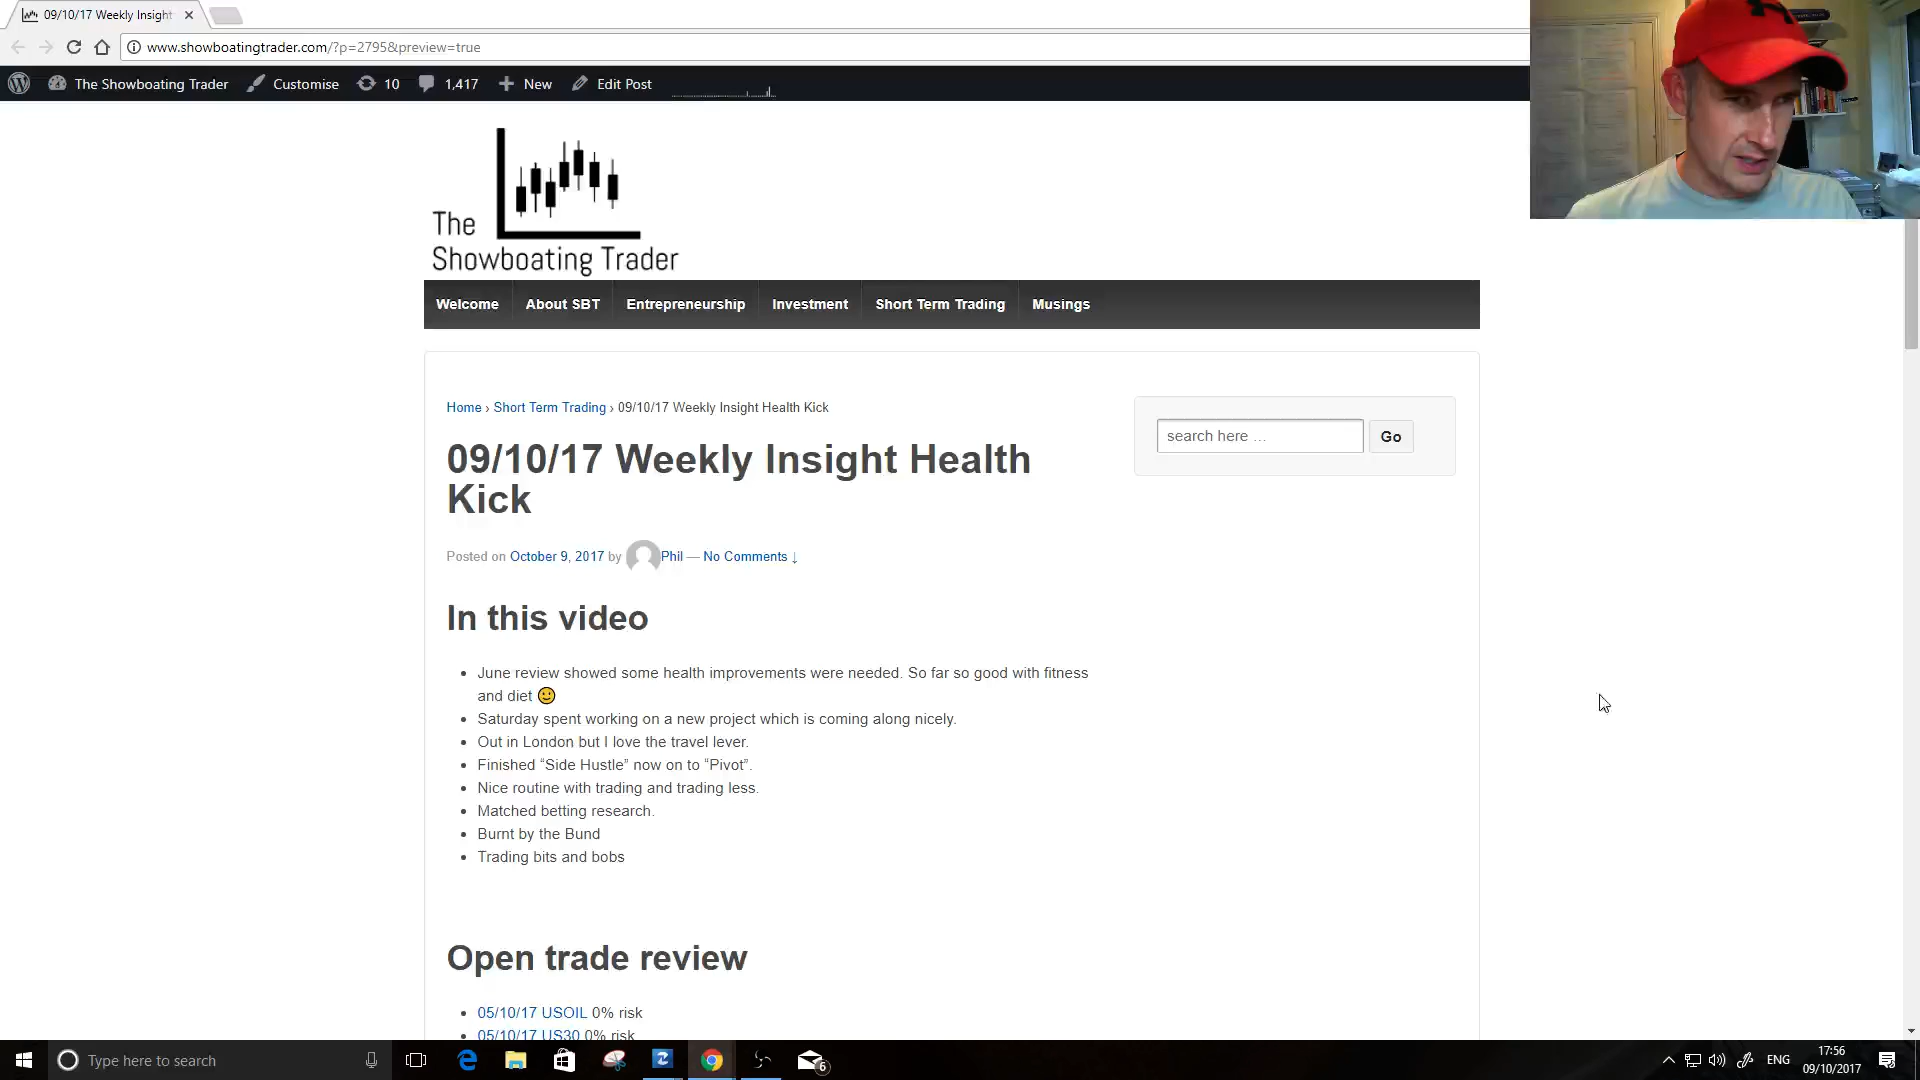 09/10/17 Weekly Insight
www.showboatingtrader.com/?p=2795&preview=true
The Showboating Trader
Customise
10
1,417
New
Edit Post
The
Showboating Trader
Welcome
About SBT
Entrepreneurship
Investment
Short Term Trading
Musings
Home › Short Term Trading › 09/10/17 Weekly Insight Health Kick
search here ...
Go
09/10/17 Weekly Insight Health
Kick
Posted on October 9, 2017 by Phil — No Comments ↓
In this video
• June review showed some health improvements were needed. So far so good with fitness
and diet 🙂
• Saturday spent working on a new project which is coming along nicely.
• Out in London but I love the travel lever.
• Finished “Side Hustle” now on to “Pivot”.
• Nice routine with trading and trading less.
• Matched betting research.
• Burnt by the Bund
• Trading bits and bobs
Open trade review
• 05/10/17 USOIL 0% risk
• 05/10/17 US30 0% risk
Type here to search
6
ENG
17:56
09/10/2017